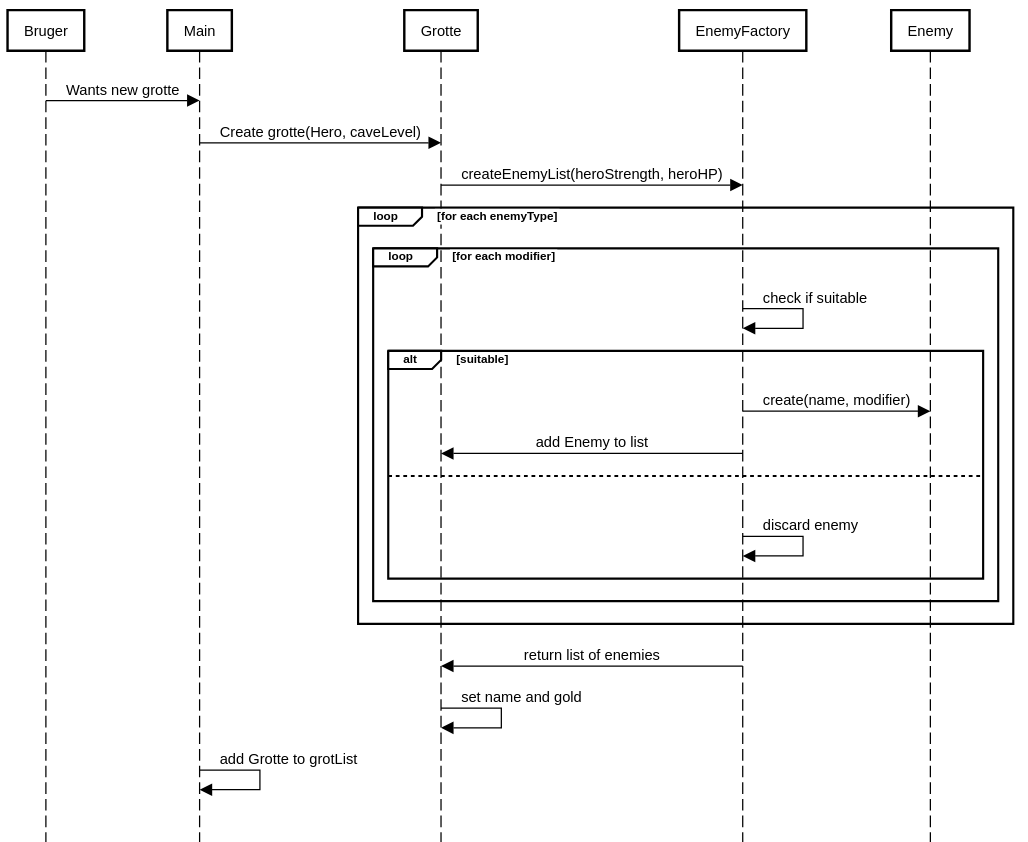 Bruger
Main
Grotte
EnemyFactory
Enemy
Wants new grotte
Create grotte(Hero, caveLevel)
createEnemyList(heroStrength, heroHP)
loop
[for each enemyType]
loop
[for each modifier]
check if suitable
alt
[suitable]
create(name, modifier)
add Enemy to list
discard enemy
return list of enemies
set name and gold
add Grotte to grotList